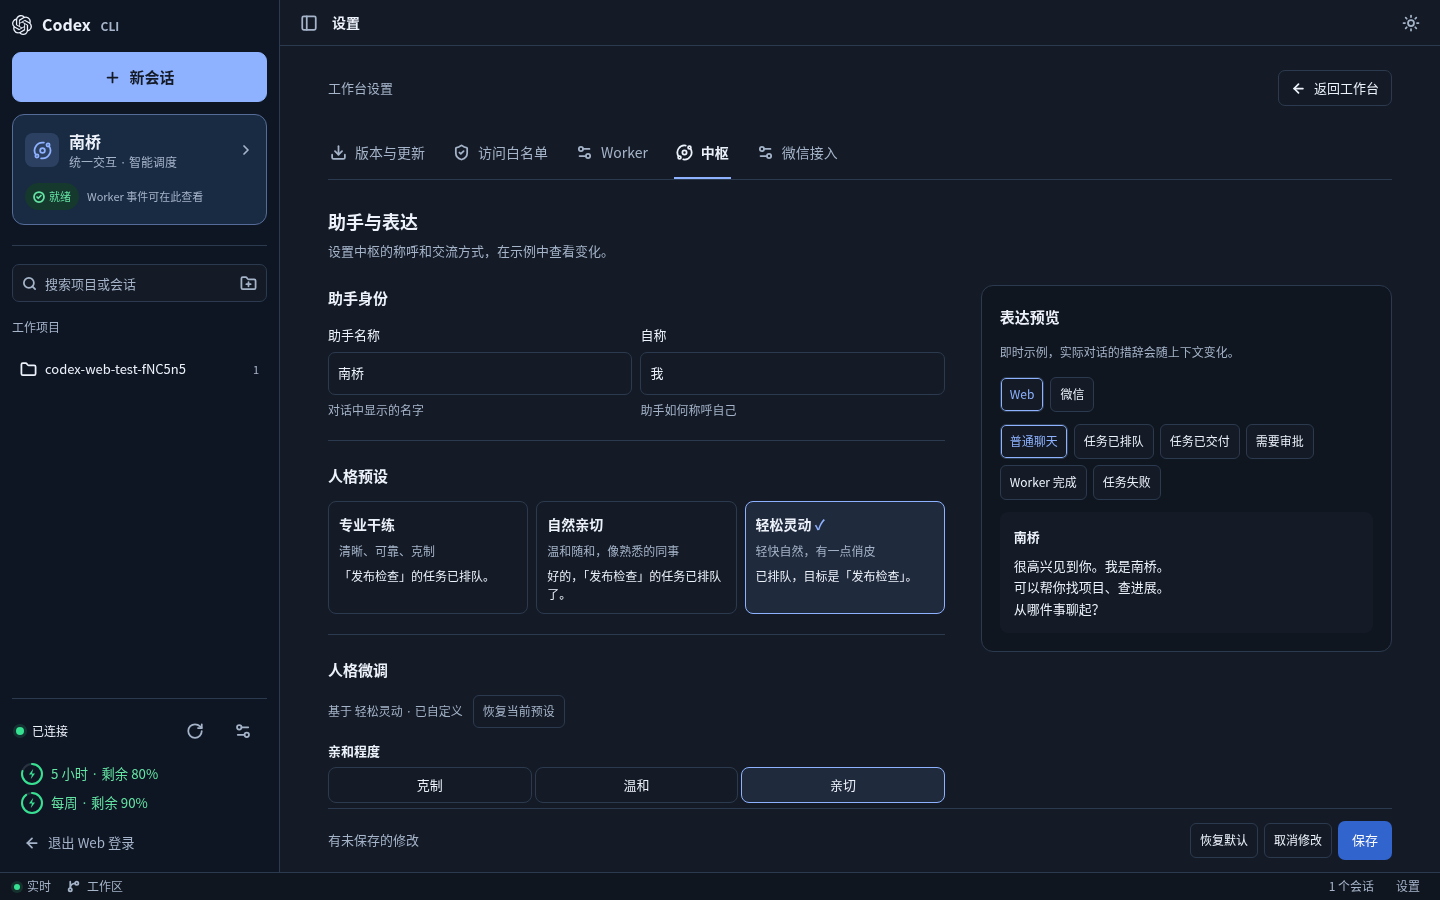 Codex CLI
新会话
南桥
统一交互 · 智能调度
就绪 Worker 事件可在此查看
搜索项目或会话
工作项目
codex-web-test-fNC5n5 1
已连接
5 小时 · 剩余 80%
每周 · 剩余 90%
退出 Web 登录
设置
工作台设置
返回工作台
版本与更新 访问白名单 Worker 中枢 微信接入
助手与表达
设置中枢的称呼和交流方式，在示例中查看变化。
助手身份
助手名称 自称
南桥 我
对话中显示的名字 助手如何称呼自己
人格预设
专业干练
清晰、可靠、克制
「发布检查」的任务已排队。
自然亲切
温和随和，像熟悉的同事
好的，「发布检查」的任务已排队
了。
轻松灵动 ✓
轻快自然，有一点俏皮
已排队，目标是「发布检查」。
人格微调
基于 轻松灵动 · 已自定义 恢复当前预设
亲和程度
克制 温和 亲切
表达预览
即时示例，实际对话的措辞会随上下文变化。
Web 微信
普通聊天 任务已排队 任务已交付 需要审批
Worker 完成 任务失败
南桥
很高兴见到你。我是南桥。
可以帮你找项目、查进展。
从哪件事聊起？
有未保存的修改
恢复默认 取消修改 保存
实时 工作区
1 个会话 设置